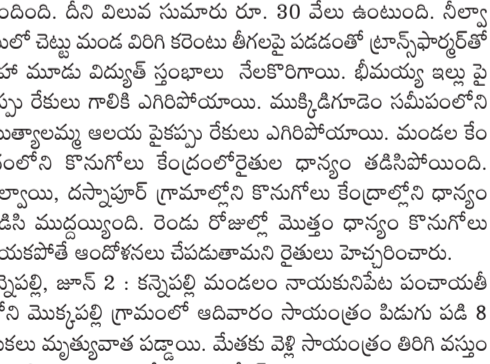 ందింది. దీని విలువ సుమారు రూ. 30 వేలు ఉంటుంది. నీల్వా
లో చెట్టు మండ విరిగి కరెంటు తీగలపై పడడంతో ట్రాన్స్‌ఫార్మర్‌తో
హా మూడు విద్యుత్ స్తంభాలు నేలకొరిగాయి. భీమయ్య ఇల్లు పై
ప్పు రేకులు గాలికి ఎగిరిపోయాయి. ముక్కిడిగూడెం సమీపంలోని
ముత్యాలమ్మ ఆలయ పైకప్పు రేకులు ఎగిరిపోయాయి. మండల కేం
ంలోని కొనుగోలు కేంద్రంలోరైతుల ధాన్యం తడిసిపోయింది.
ల్వాయి, దస్నాపూర్ గ్రామాల్లోని కొనుగోలు కేంద్రాల్లోని ధాన్యం
డిసి ముద్దయ్యింది. రెండు రోజుల్లో మొత్తం ధాన్యం కొనుగోలు
యకపోతే ఆందోళనలు చేపడుతామని రైతులు హెచ్చరించారు.
న్నెపల్లి, జూన్ 2 : కన్నెపల్లి మండలం నాయకునిపేట పంచాయతీ
ోని మొక్కపల్లి గ్రామంలో ఆదివారం సాయంత్రం పిడుగు పడి 8
ేకలు మృత్యువాత పడ్డాయి. మేతకు వెళ్లి సాయంత్రం తిరిగి వస్తుం